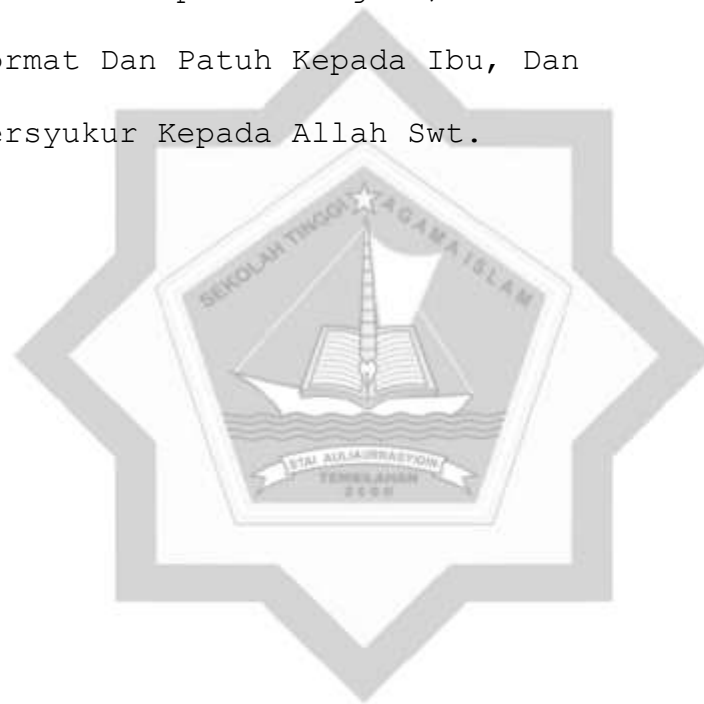 ormat Dan Patuh Kepada Ibu, Dan
ersyukur Kepada Allah Swt.
SEKOLAH TINGGI AGAMA ISLAM
STAI AULIAURRASYIDIN
TEMBILAHAN